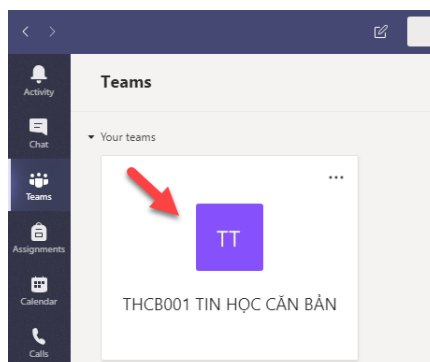 Activity
Teams
Chat
Your teams
Teams
...
TT
Assignments
Calendar
THCB001 TIN HỌC CĂN BẢN
Calls